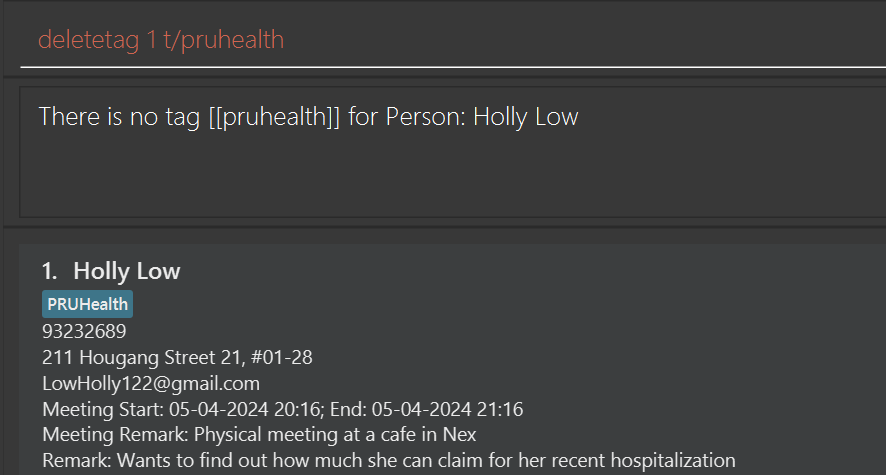 deletetag 1 t/pruhealth
There is no tag [[pruhealth]] for Person: Holly Low
1. Holly Low
PRUHealth
93232689
211 Hougang Street 21, #01-28
LowHolly122@gmail.com
Meeting Start: 05-04-2024 20:16; End: 05-04-2024 21:16
Meeting Remark: Physical meeting at a cafe in Nex
Remark: Wants to find out how much she can claim for her recent hospitalization